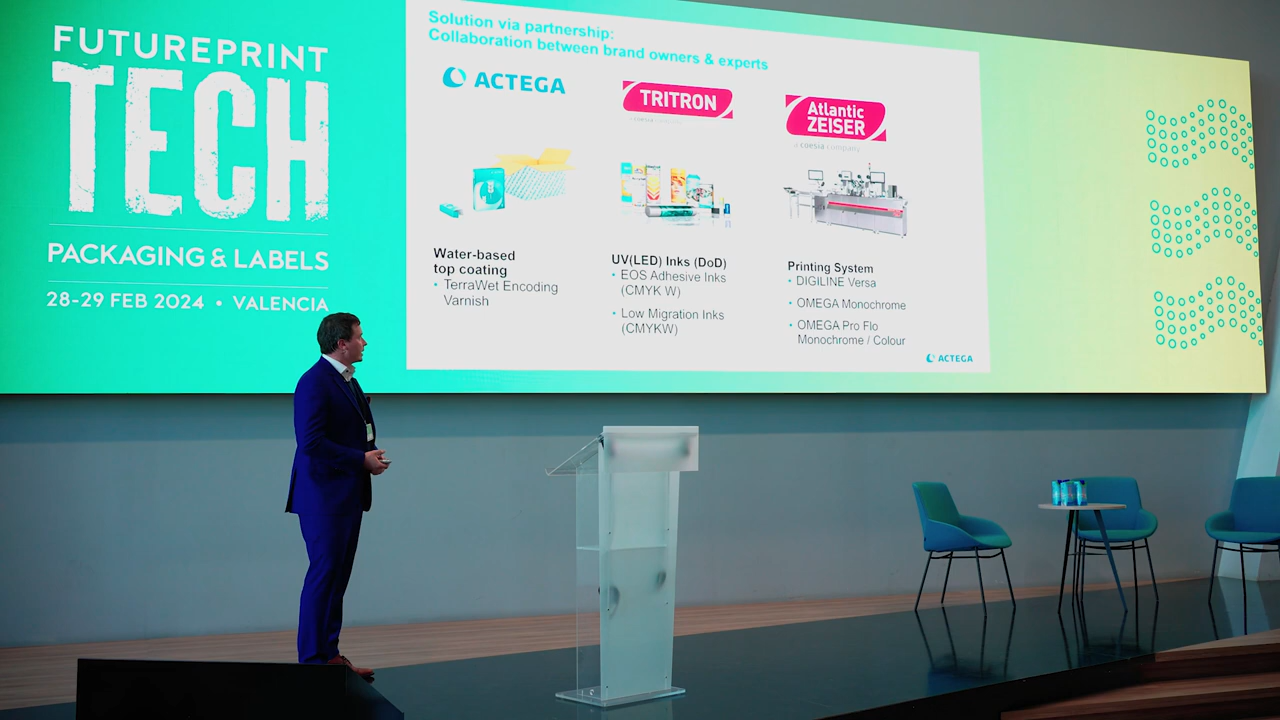 FUTUREPRINT
TECH
PACKAGING & LABELS
28-29 FEB 2024 • VALENCIA
Solution via partnership:
Collaboration between brand owners & experts
ACTEGA
Water-based
top coating
• TerraWet Encoding
Varnish
TRITRON
a coesia company
UV(LED) Inks (DoD)
• EOS Adhesive Inks
(CMYK W)
• Low Migration Inks
(CMYKW)
Atlantic
ZEISER
a coesia company
Printing System
• DIGILINE Versa
• OMEGA Monochrome
• OMEGA Pro Flo
Monochrome / Colour
ACTEGA